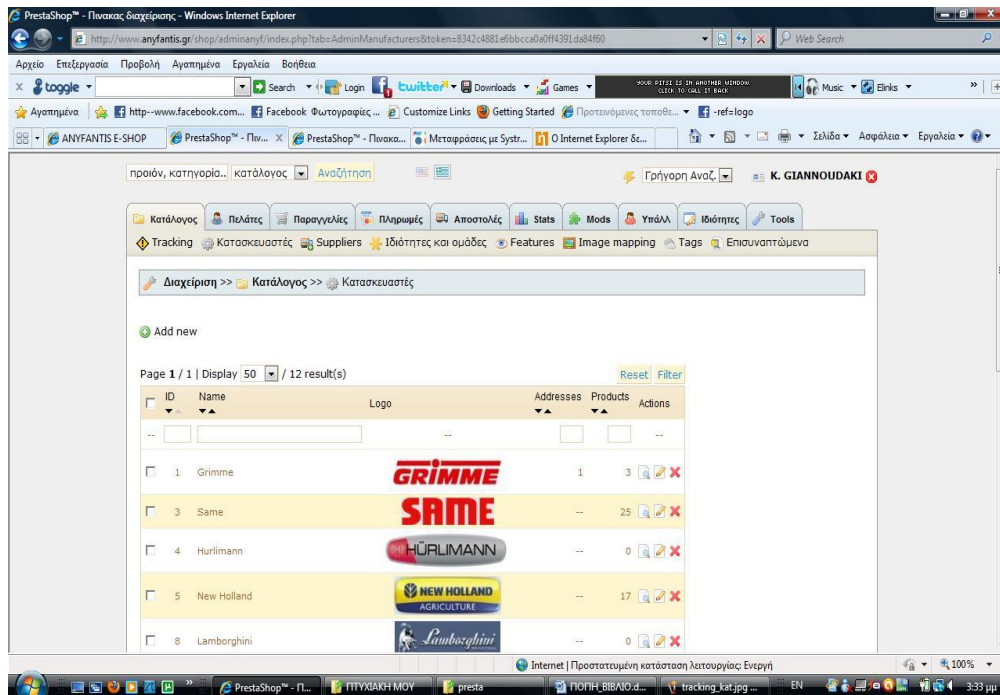 PrestaShop™ - Πινακας διαχείρισης - Windows Internet Explorer
http://www.anyfantis.gr/shop/adminanyf/index.php?tab=AdminManufacturers&token=8342c4881e6bbcca0a0ff4391da84f60
Web Search
Αρχείο Επεξεργασία Προβολή Αγαπημένα Εργαλεία Βοήθεια
x toggle Search Login twitter Downloads Games YOUR PITSI IS IN ANOTHER WINDOW Music Elinks »
CLICK TO CALL IT BACK
Αγαπημένα http--www.facebook.com... Facebook Φωτογραφίες ... Customize Links Getting Started Προτεινόμενες τοποθε... -ref=logo
ANYFANTIS E-SHOP PrestaShop™ - Πιν... X PrestaShop™ - Πινακα... Μεταφράσεις με Systr... Ο Internet Explorer δε... Σελίδα Ασφάλεια Εργαλεία
προιόν, κατηγορία.. κατάλογος Αναζήτηση Γρήγορη Αναζ. K. GIANNOUDAKI
Κατάλογος Πελάτες Παραγγελίες Πληρωμές Αποστολές Stats Mods Υπάλλ Ιδιότητες Tools
Tracking Κατασκευαστές Suppliers Ιδιότητες και ομάδες Features Image mapping Tags Επισυναπτώμενα
Διαχείριση >> Κατάλογος >> Κατασκευαστές
Add new
Page 1 / 1 | Display 50 / 12 result(s) Reset Filter
ID Name Logo Addresses Products Actions
-- -- --
1 Grimme GRIMME 1 3
3 Same SAME -- 25
4 Hurlimann HÜRLIMANN -- 0
5 New Holland NEW HOLLAND AGRICULTURE -- 17
8 Lamborghini Lamborghini -- 0
Internet | Προστατευμένη κατάσταση λειτουργίας: Ενεργή 100%
» PrestaShop™ - Π... ΠΤΥΧΙΑΚΗ ΜΟΥ presta ΠΟΠΗ_ΒΙΒΛΙΟ.d... tracking_kat.jpg ... EN 3:33 μμ